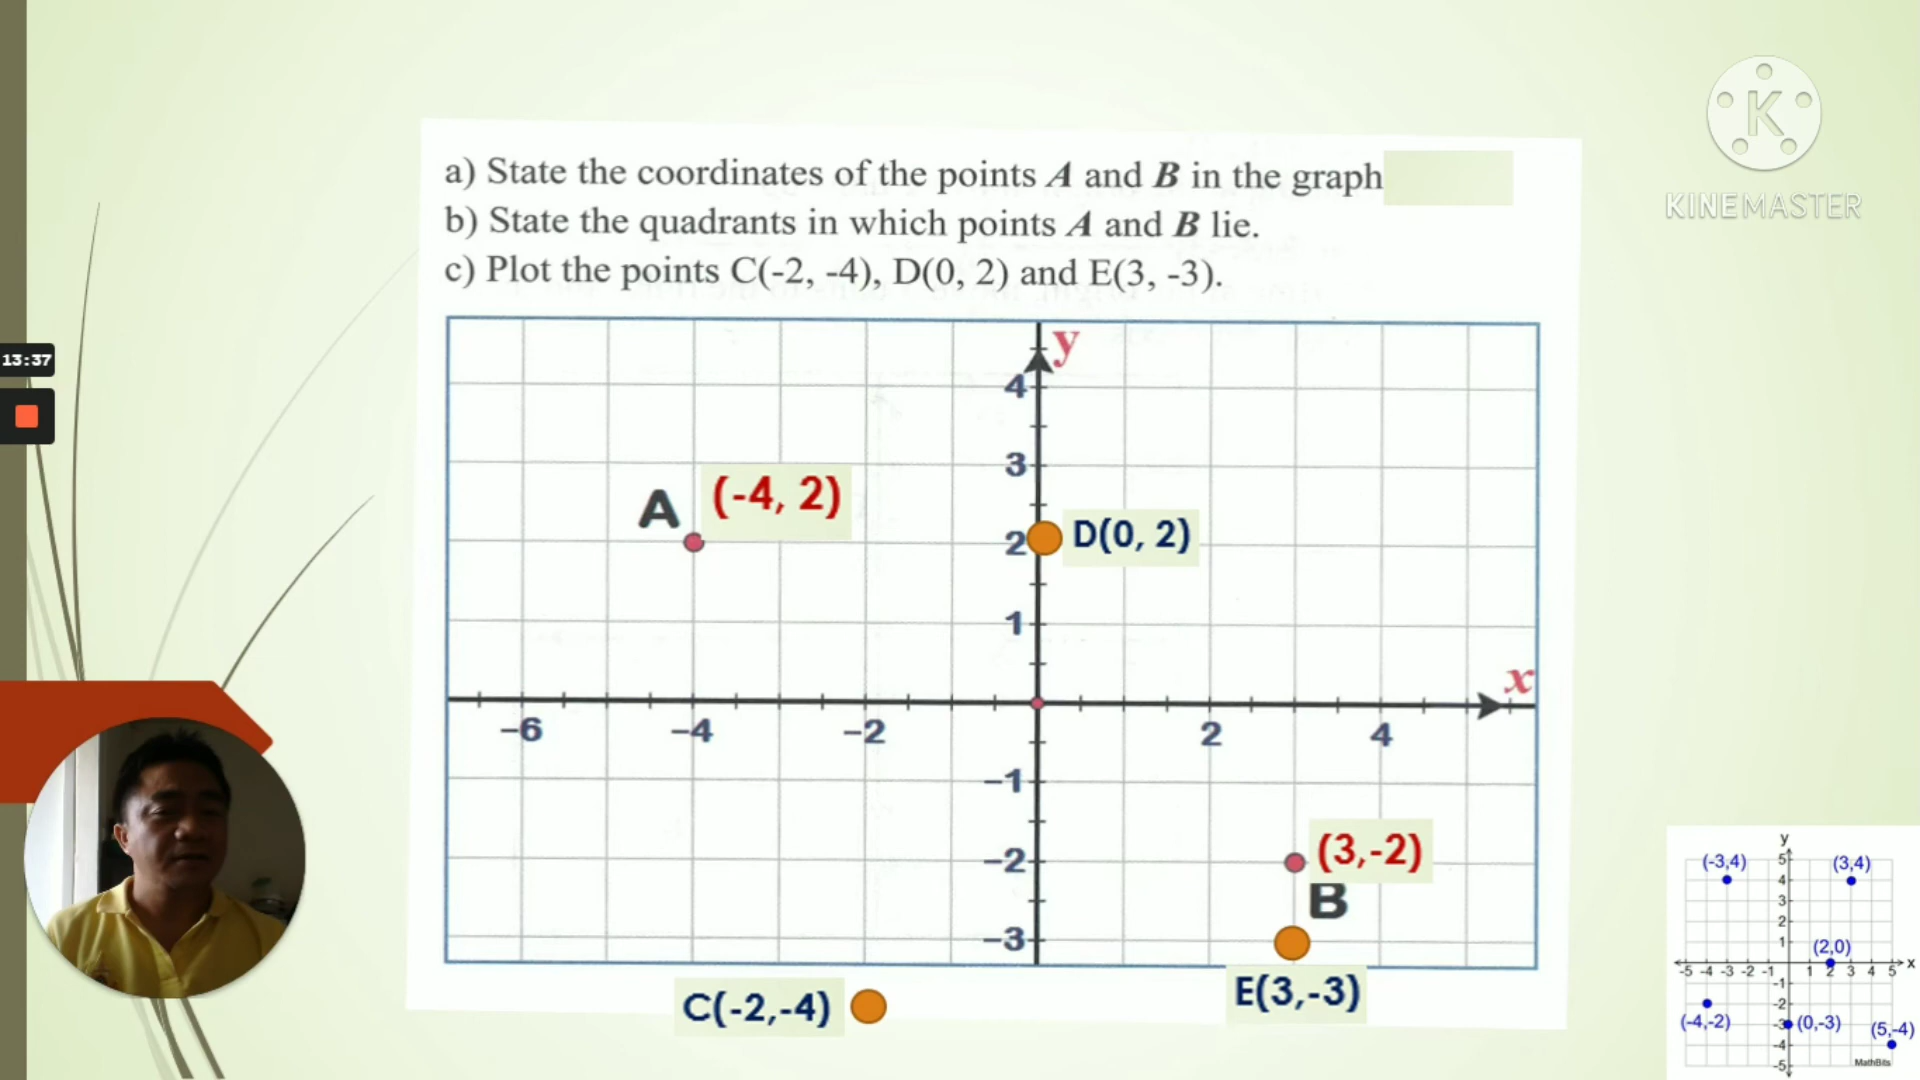 KINEMASTER
a) State the coordinates of the points A and B in the graph
b) State the quadrants in which points A and B lie.
c) Plot the points C(-2, -4), D(0, 2) and E(3, -3).
13:37
y
4
3
A (-4, 2)
2 D(0, 2)
1
x
–6 –4 –2 2 4
–1
–2 (3,-2)
B
–3
C(-2,-4) E(3,-3)
y
(-3,4) 5 (3,4)
4
3
2
1 (2,0)
-5 -4 -3 -2 -1 1 2 3 4 5 x
-1
-2
(-4,-2) -3 (0,-3) (5,-4)
-4
-5 MathBits